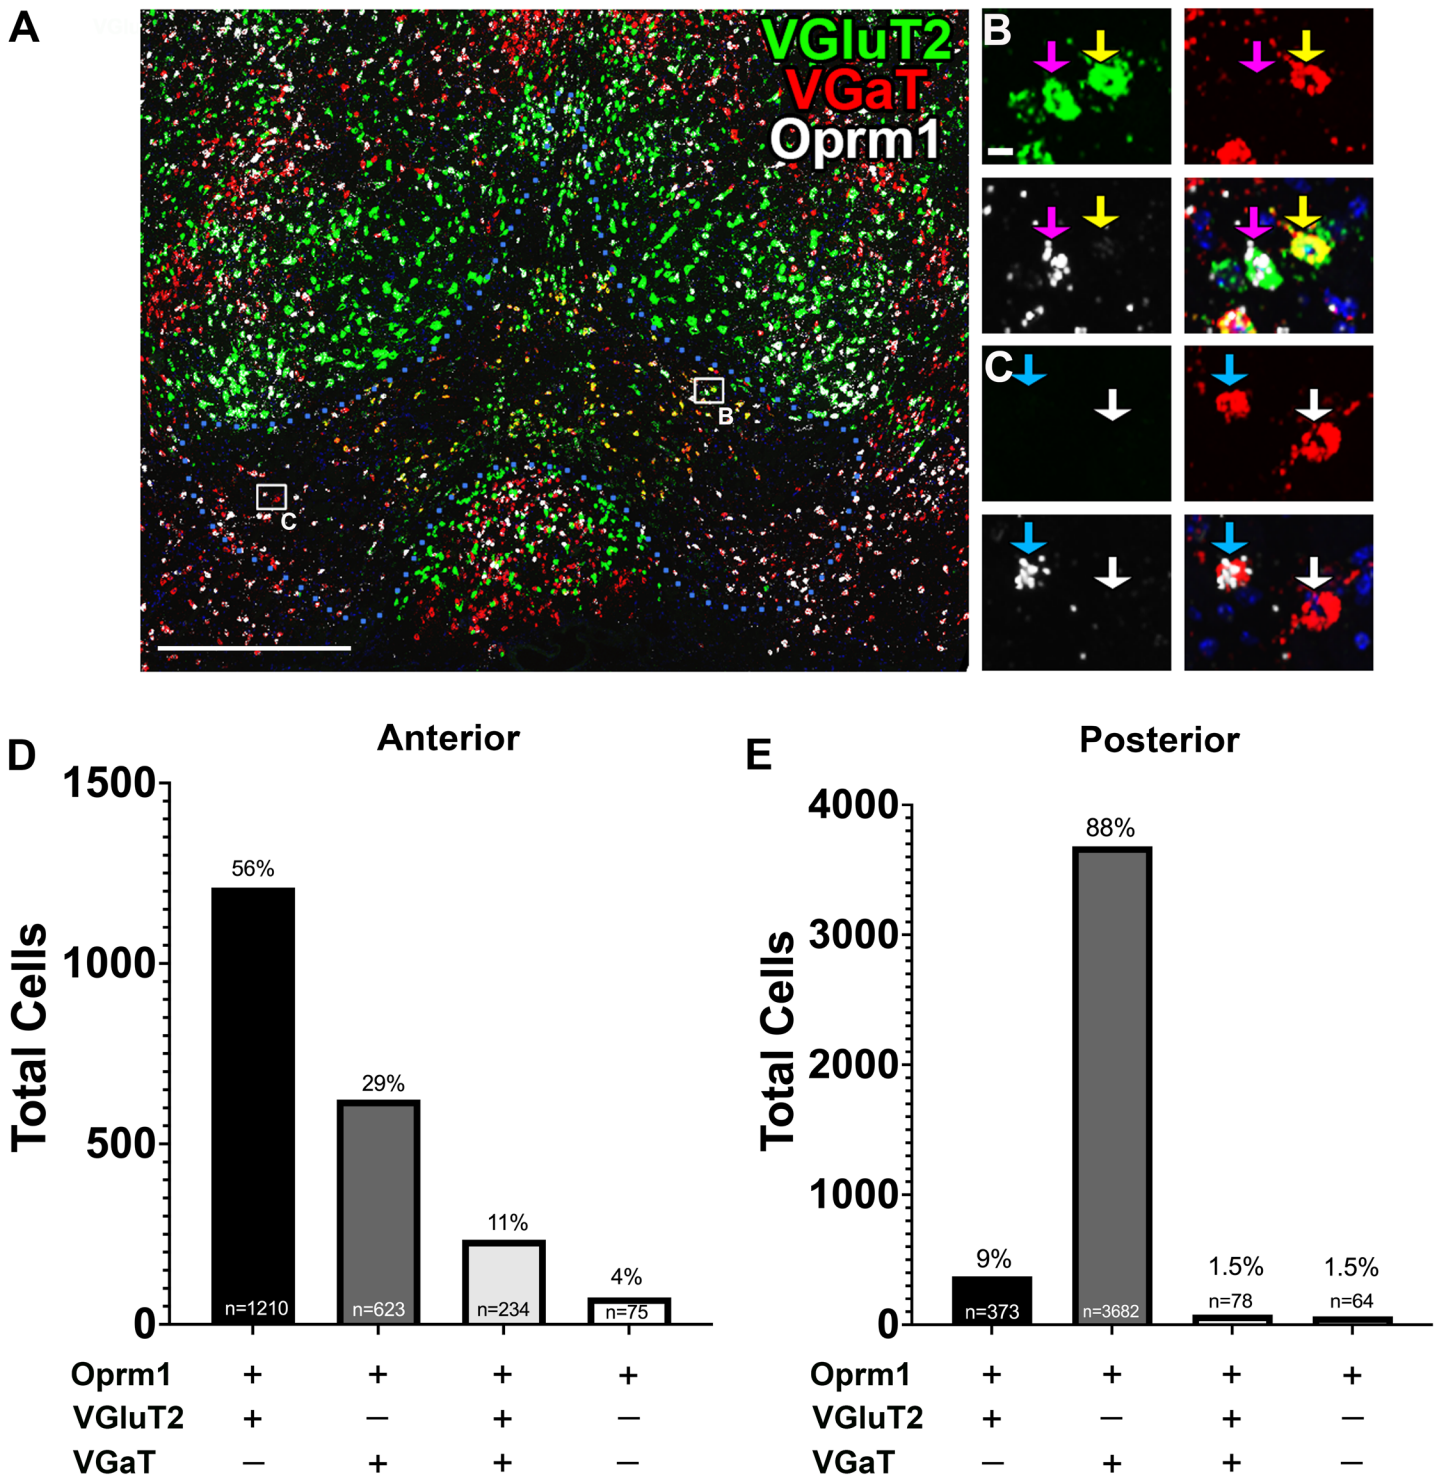 A
VGluT2
VGaT
Oprm1
B
C
B
C
D
Anterior
1500
1000
500
0
Total Cells
56%
29%
11%
4%
n=1210
n=623
n=234
n=75
Oprm1 + + + +
VGluT2 + – + –
VGaT – + + –
E
Posterior
4000
3000
2000
1000
0
Total Cells
9%
88%
1.5%
1.5%
n=373
n=3682
n=78
n=64
Oprm1 + + + +
VGluT2 + – + –
VGaT – + + –